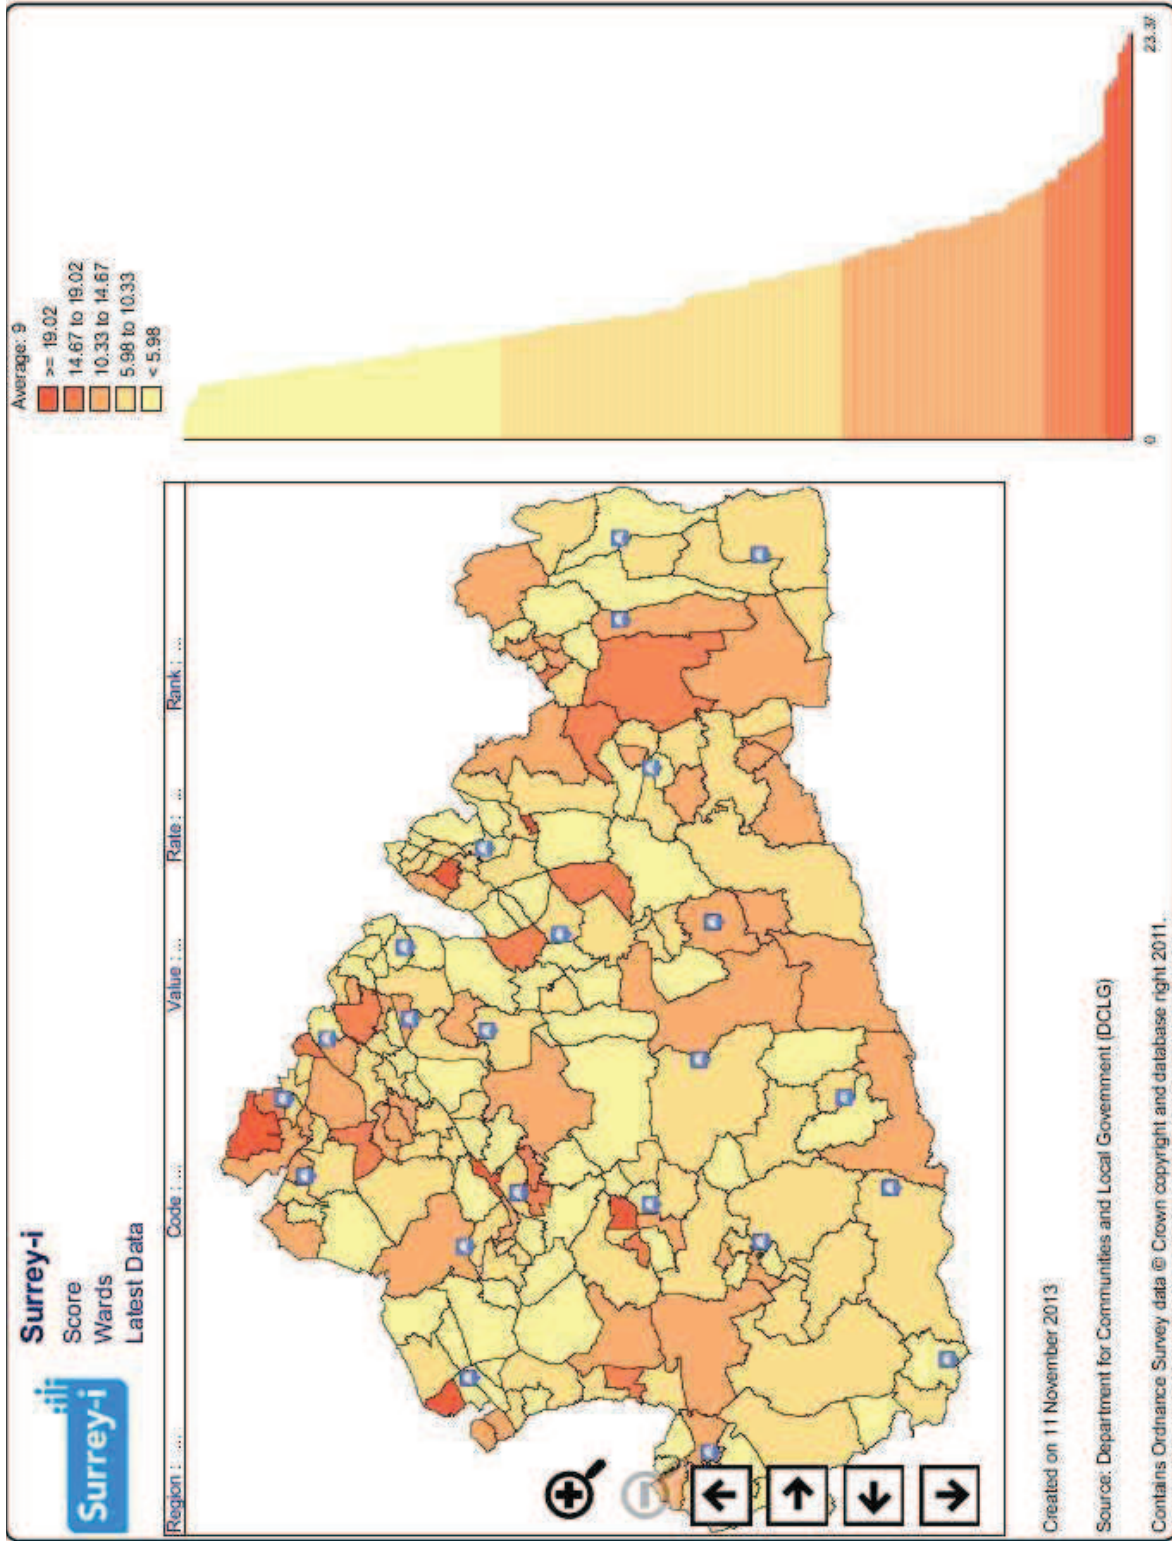 Surrey-i
Surrey-i
Score
Wards
Latest Data
Region : ...
Code : ...
Value : ...
Rate : ...
Rank : ...
Average: 9
>= 19.02
14.67 to 19.02
10.33 to 14.67
5.98 to 10.33
< 5.98
0
23.37
Created on 11 November 2013
Source: Department for Communities and Local Government (DCLG)
Contains Ordnance Survey data © Crown copyright and database right 2011.